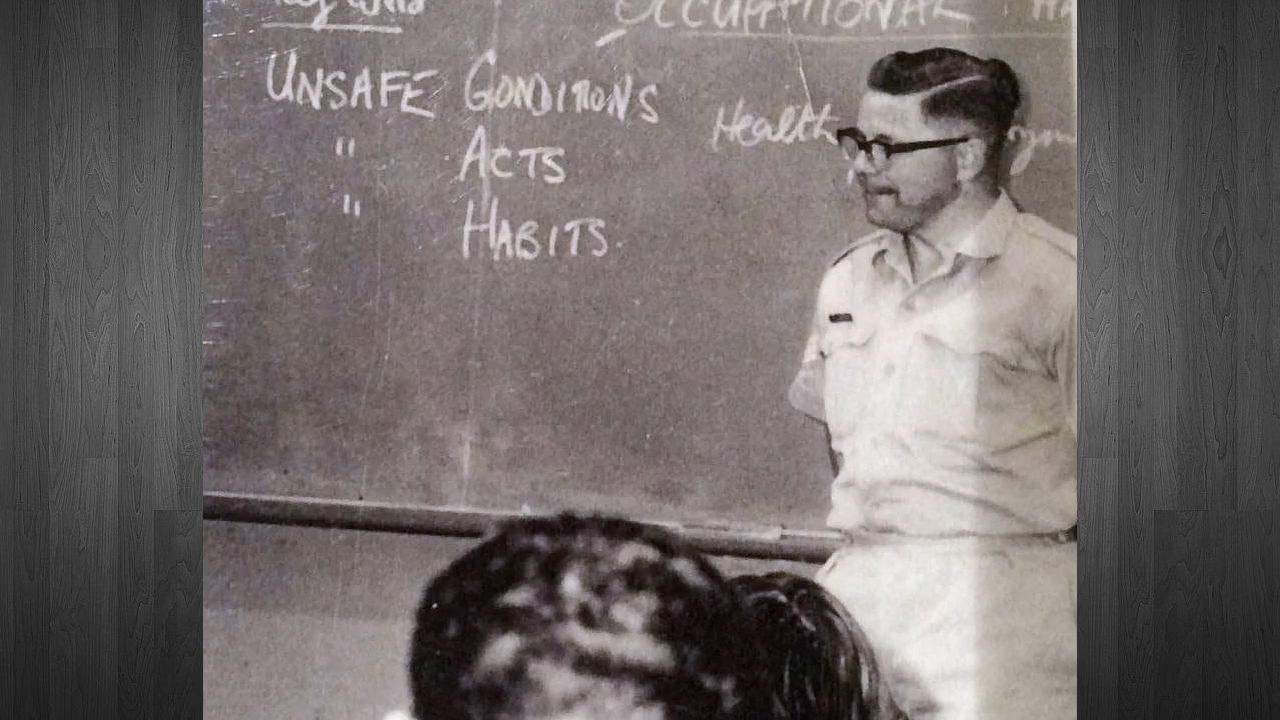 OCCUPATIONAL
UNSAFE CONDITIONS
Health
" ACTS
" HABITS.